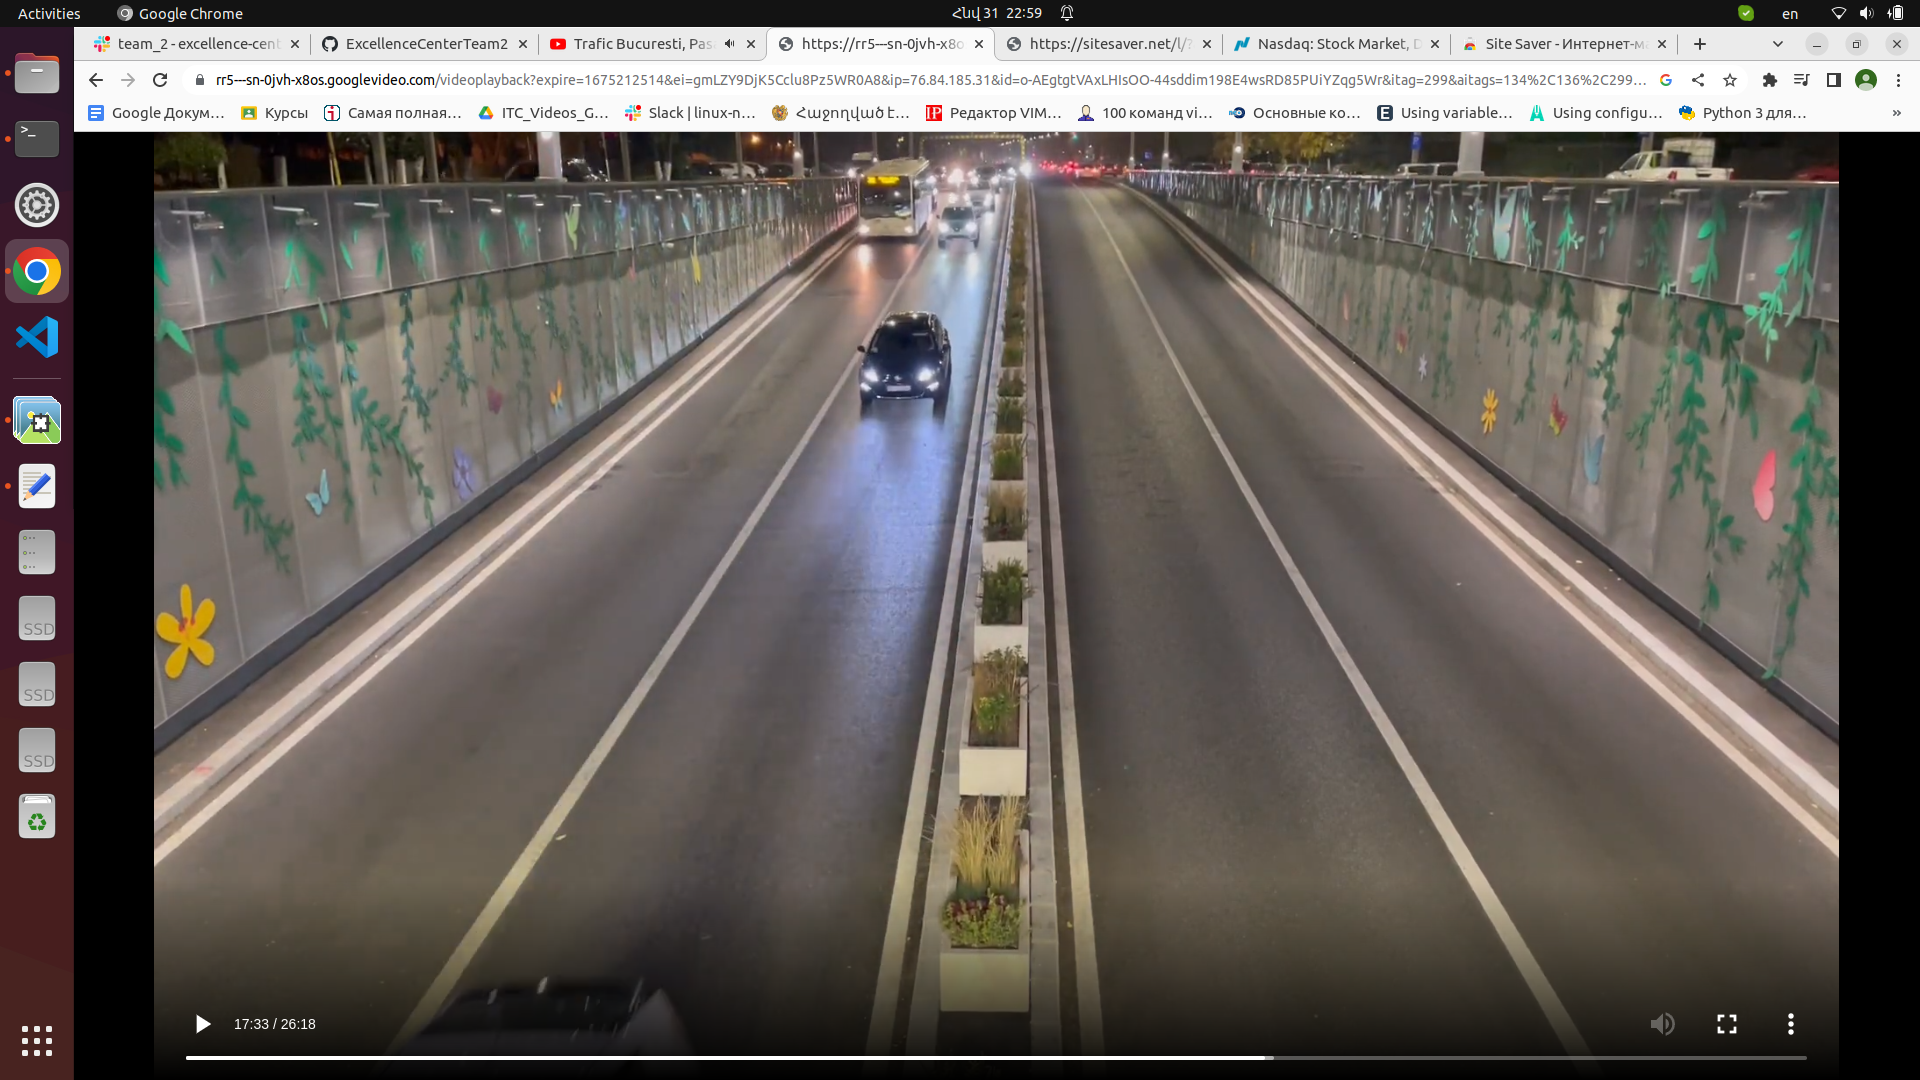 Activities
Google Chrome
Հնվ 31 22:59
en
team_2 - excellence-cent
ExcellenceCenterTeam2
Trafic Bucuresti, Pasa
https://rr5---sn-0jvh-x8o
https://sitesaver.net/l/?
Nasdaq: Stock Market, D
Site Saver - Интернет-ма
rr5---sn-0jvh-x8os.googlevideo.com/videoplayback?expire=1675212514&ei=gmLZY9DjK5Cclu8Pz5WR0A8&ip=76.84.185.31&id=o-AEgtgtVAxLHIsOO-44sddim198E4wsRD85PUiYZqg5Wr&itag=299&aitags=134%2C136%2C299...
Google Докум...
Курсы
Самая полная...
ITC_Videos_G...
Slack | linux-n...
Հաջողված է...
Редактор VIM...
100 команд vi...
Основные ко...
Using variable...
Using configu...
Python 3 для...
»
SSD
SSD
SSD
17:33 / 26:18